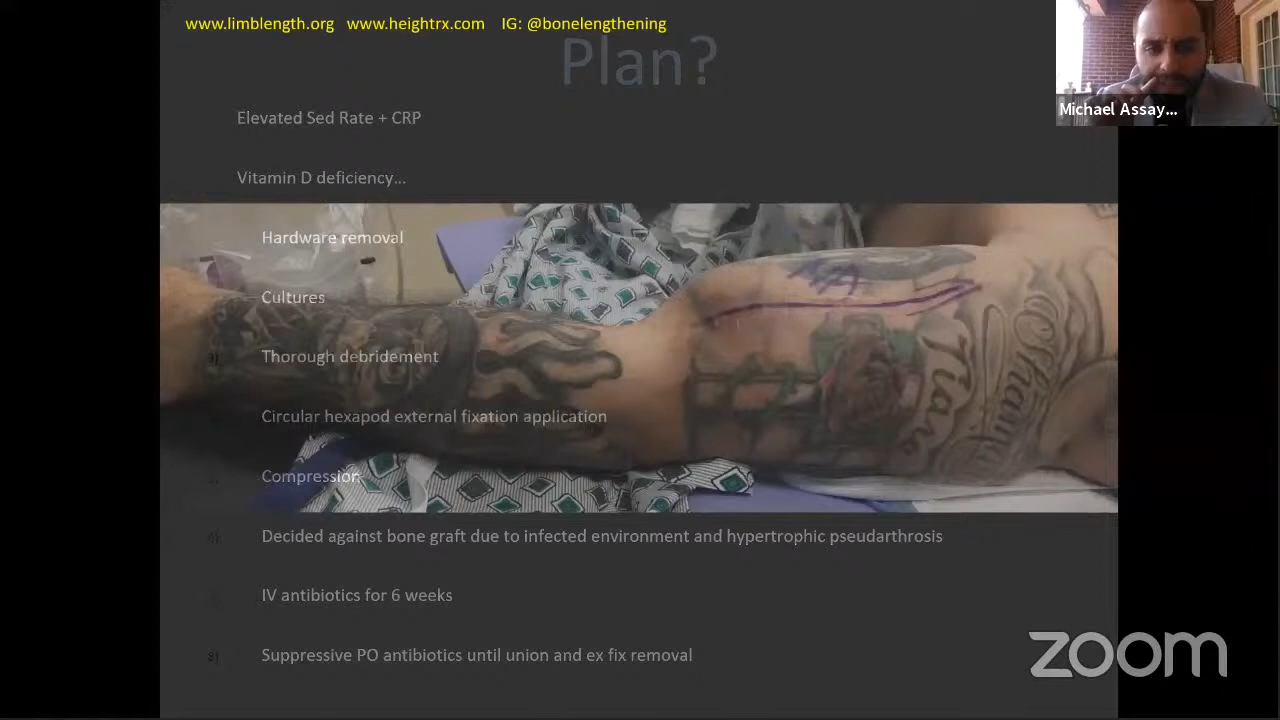 www.limblength.org www.heightrx.com IG: @bonelengthening
Plan?
Michael Assay...
Elevated Sed Rate + CRP
Vitamin D deficiency...
Hardware removal
Cultures
3) Thorough debridement
Circular hexapod external fixation application
Compression
Decided against bone graft due to infected environment and hypertrophic pseudarthrosis
IV antibiotics for 6 weeks
8) Suppressive PO antibiotics until union and ex fix removal
zoom